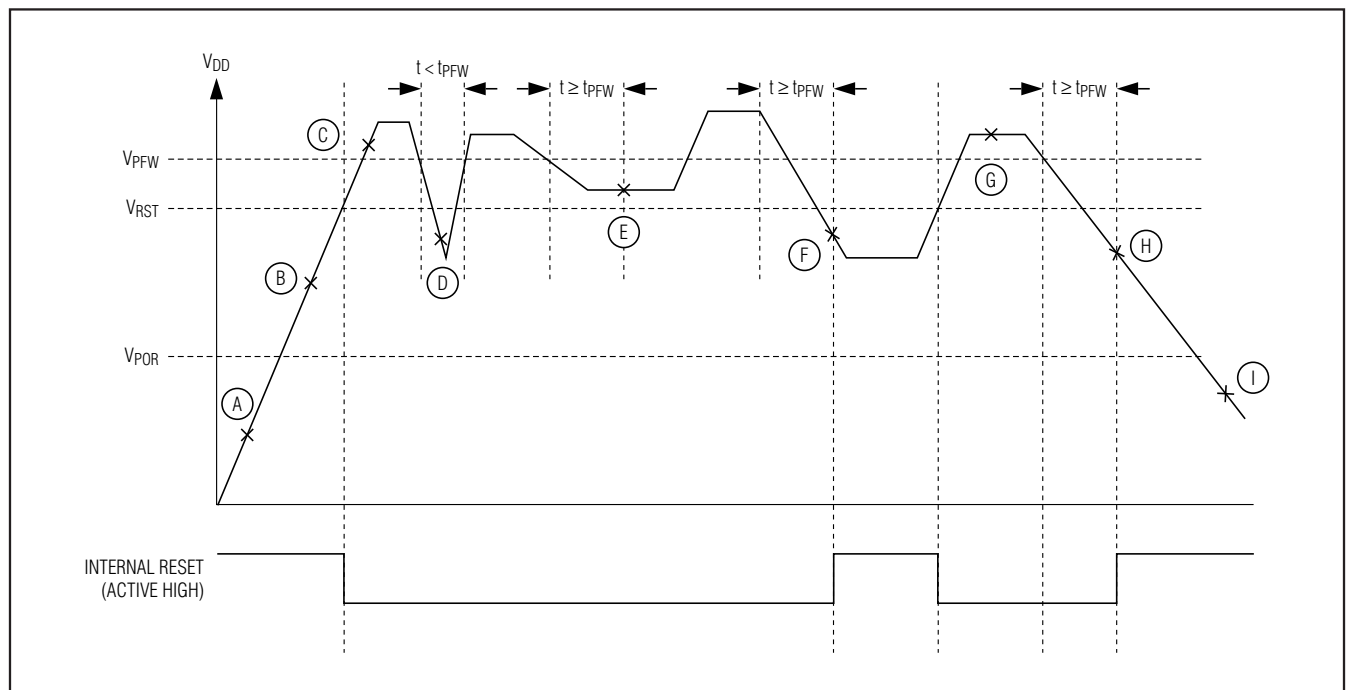 VDD
t < tPFW
t ≥ tPFW
t ≥ tPFW
t ≥ tPFW
C
VPFW
G
VRST
E
F
H
B
D
VPOR
I
A
INTERNAL RESET
(ACTIVE HIGH)